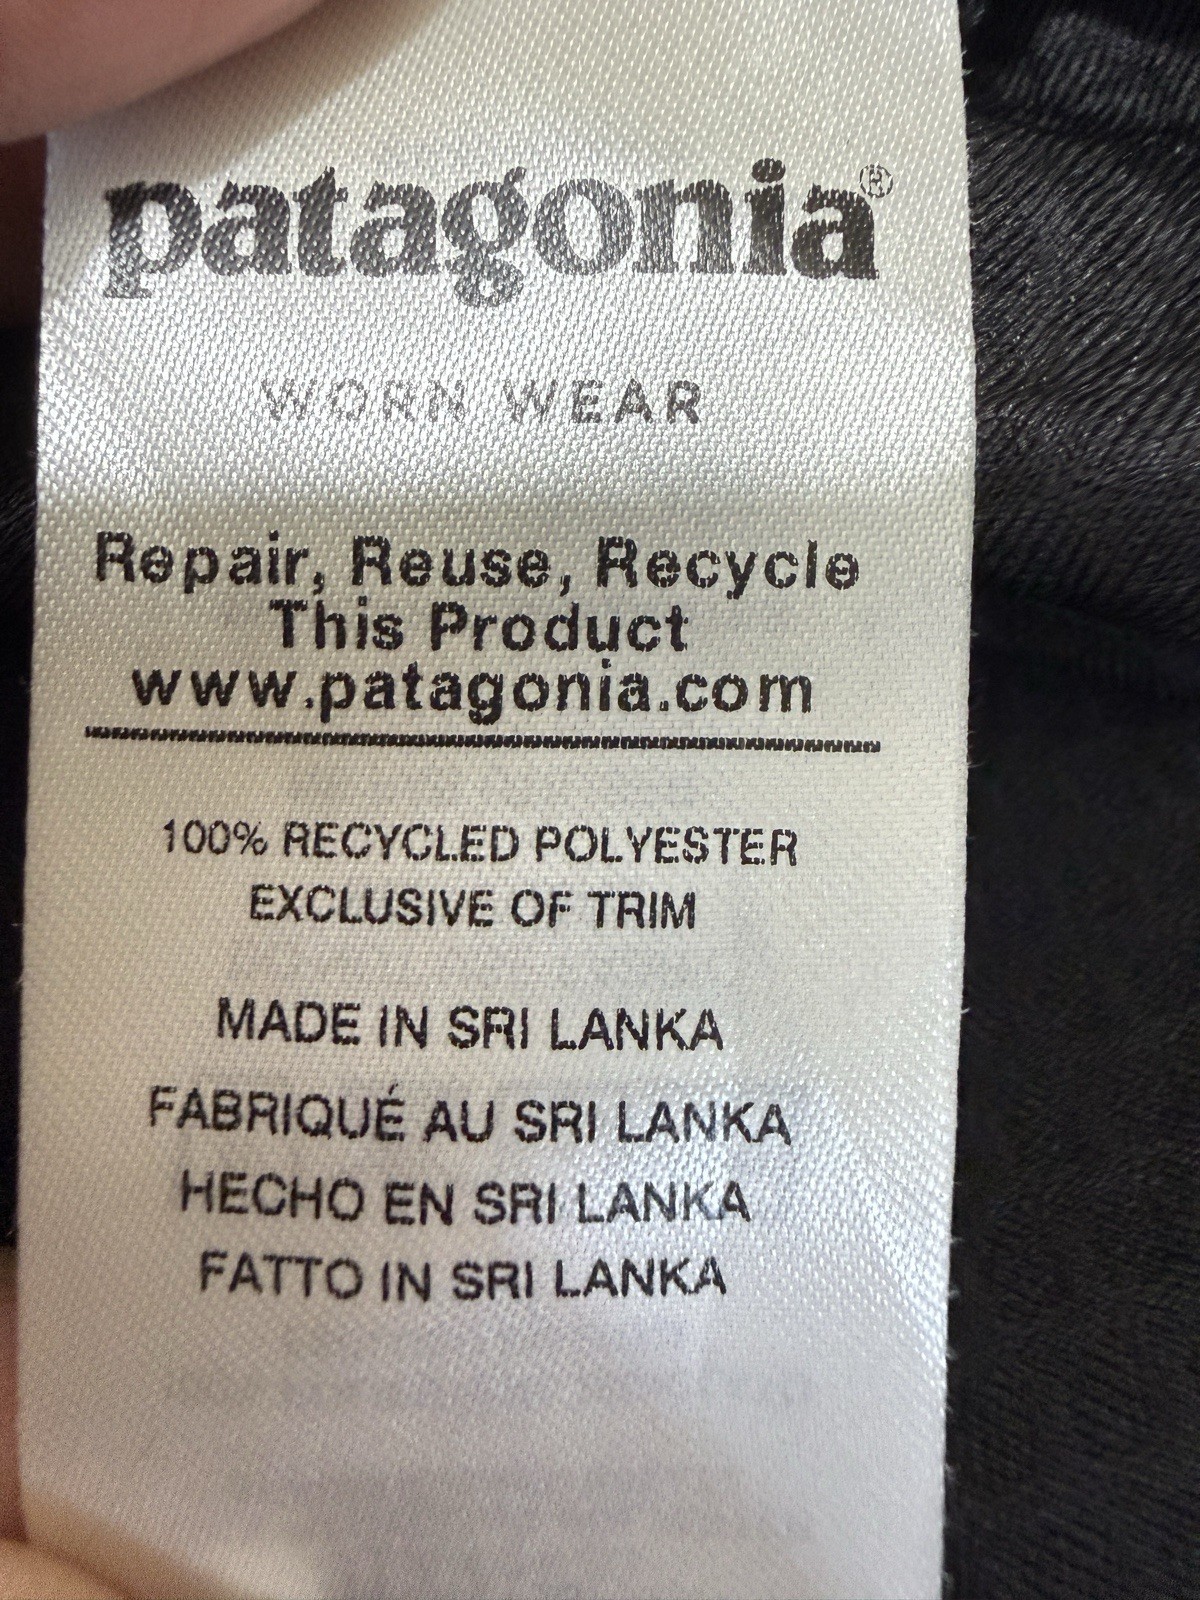 patagonia®
WORN WEAR
Repair, Reuse, Recycle
This Product
www.patagonia.com
100% RECYCLED POLYESTER
EXCLUSIVE OF TRIM
MADE IN SRI LANKA
FABRIQUÉ AU SRI LANKA
HECHO EN SRI LANKA
FATTO IN SRI LANKA